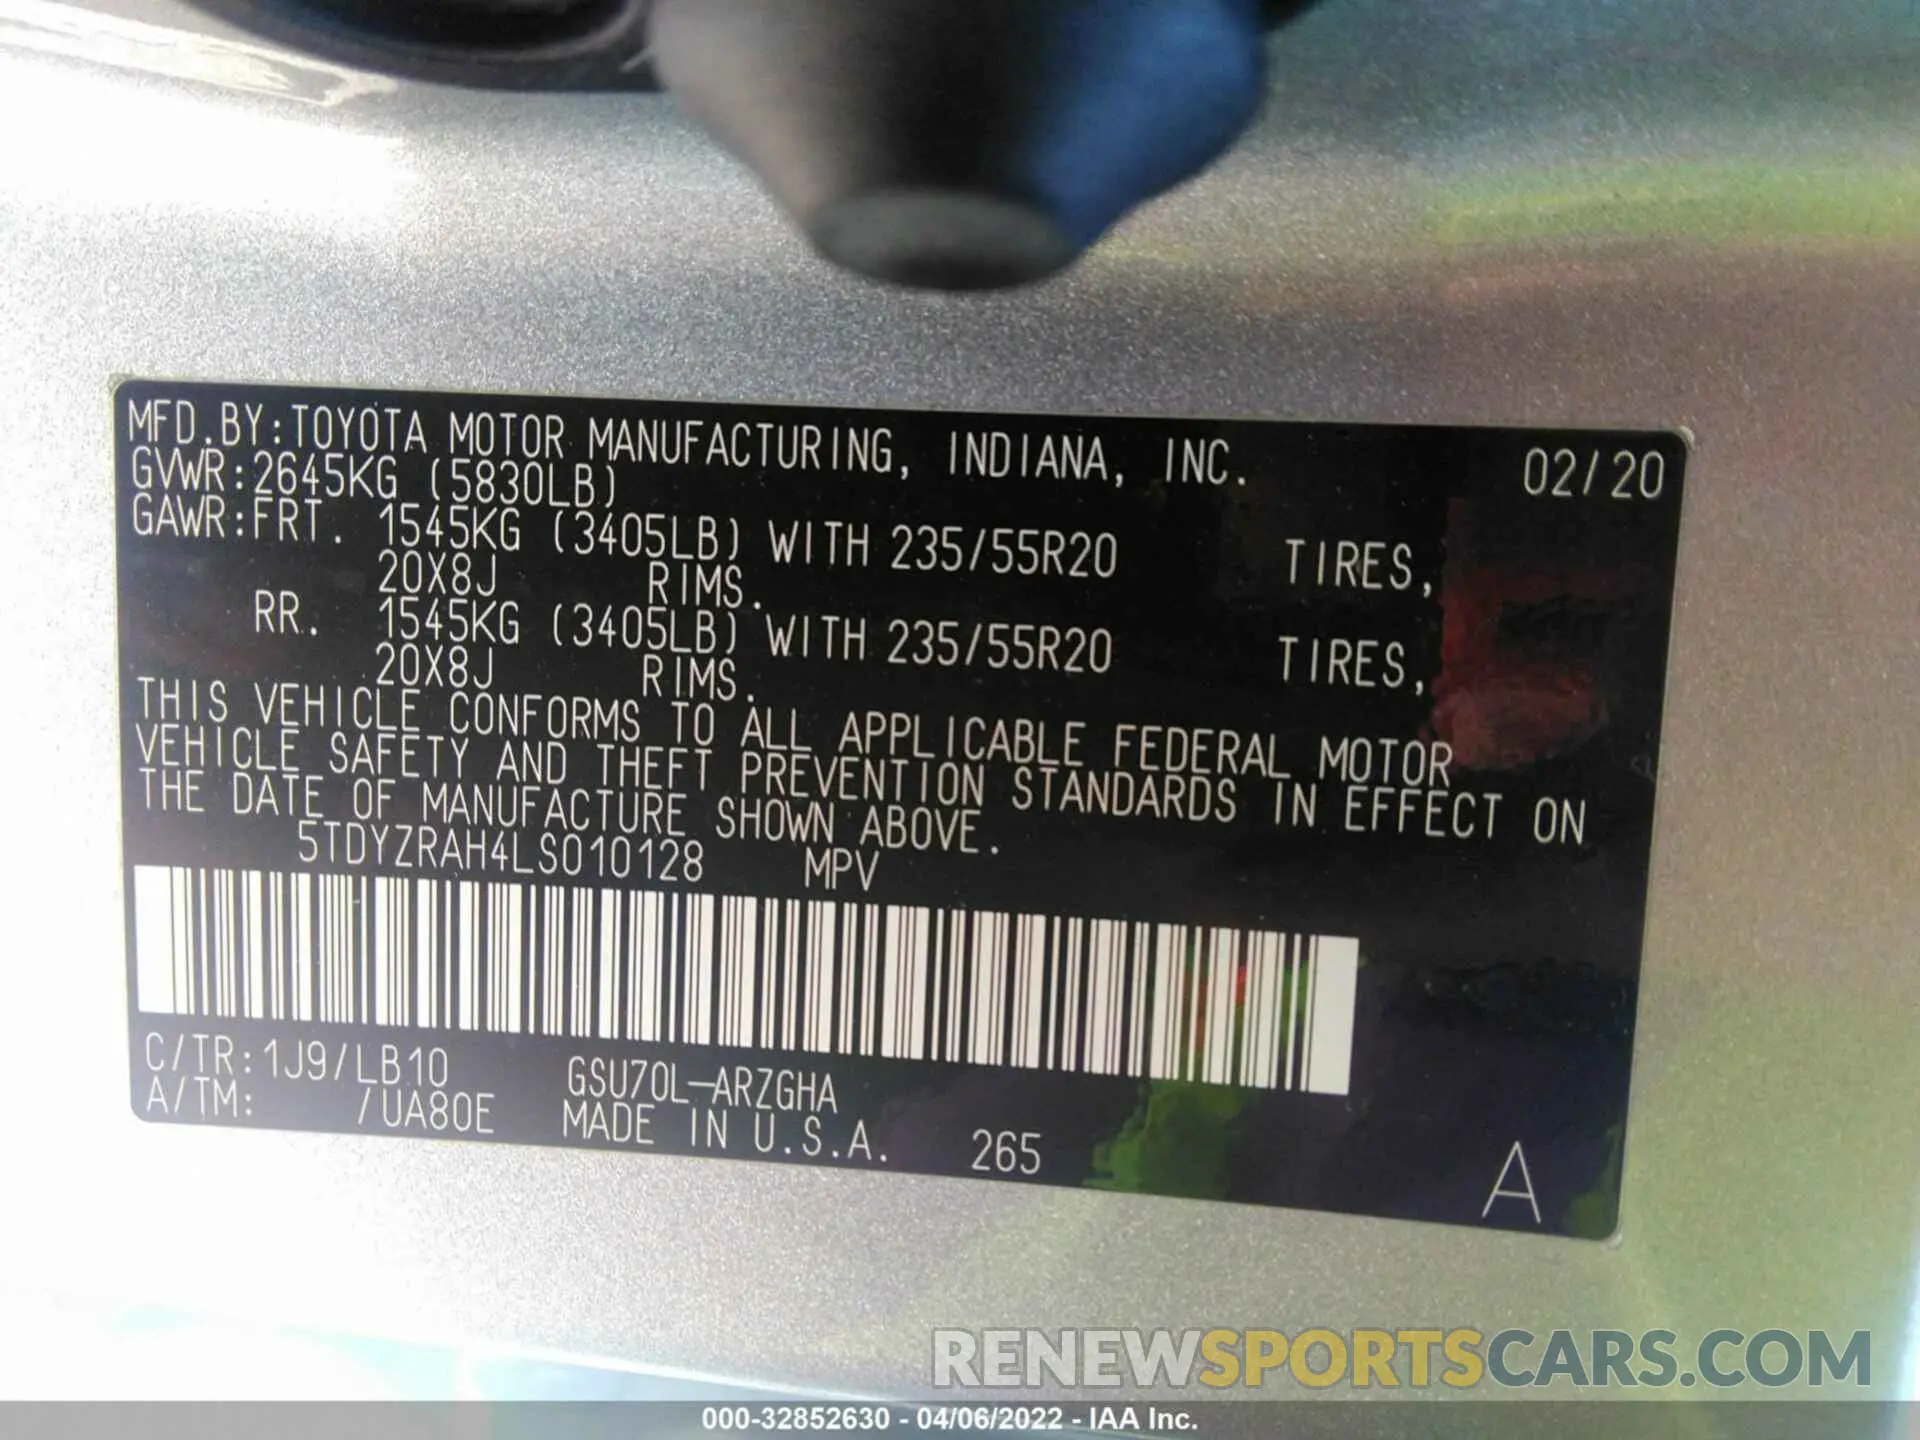 MFD.BY:TOYOTA MOTOR MANUFACTURING, INDIANA, INC. 02/20
GVWR:2645KG (5830LB)
GAWR:FRT. 1545KG (3405LB) WITH 235/55R20 TIRES,
20X8J RIMS.
RR. 1545KG (3405LB) WITH 235/55R20 TIRES,
20X8J RIMS.
THIS VEHICLE CONFORMS TO ALL APPLICABLE FEDERAL MOTOR
VEHICLE SAFETY AND THEFT PREVENTION STANDARDS IN EFFECT ON
THE DATE OF MANUFACTURE SHOWN ABOVE.
5TDYZRAH4LS010128 MPV
C/TR:1J9/LB10 GSU70L-ARZGHA
A/TM: /UA80E MADE IN U.S.A. 265
A
RENEWSPORTSCARS.COM
000-32852630 - 04/06/2022 - IAA Inc.